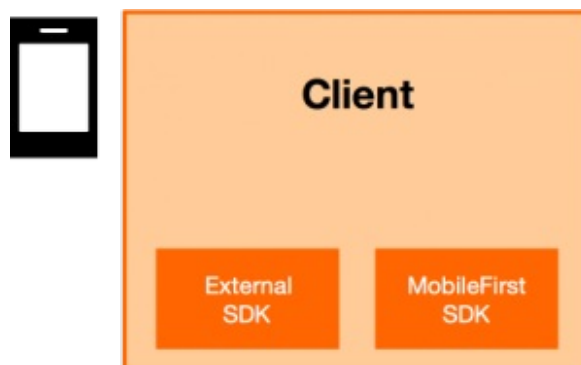 Client
External
SDK
MobileFirst
SDK